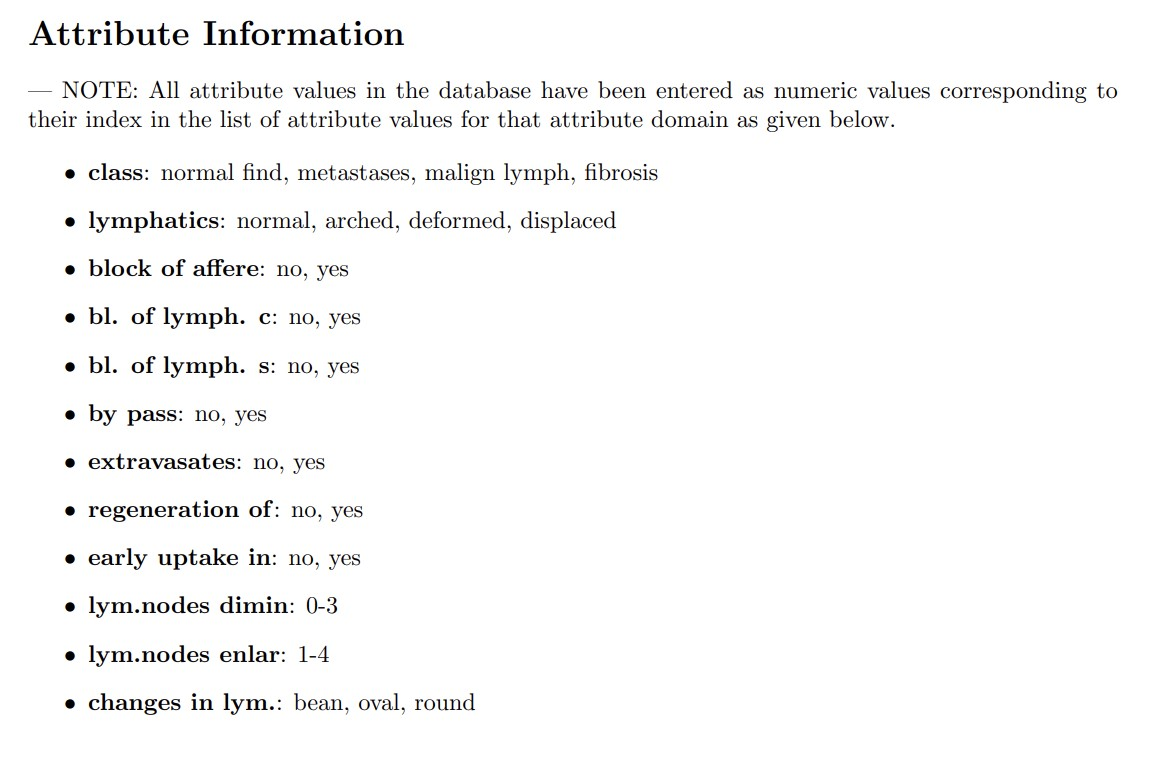 Attribute Information
— NOTE: All attribute values in the database have been entered as numeric values corresponding to
their index in the list of attribute values for that attribute domain as given below.
• class: normal find, metastases, malign lymph, fibrosis
• lymphatics: normal, arched, deformed, displaced
• block of affere: no, yes
• bl. of lymph. c: no, yes
• bl. of lymph. s: no, yes
• by pass: no, yes
• extravasates: no, yes
• regeneration of: no, yes
• early uptake in: no, yes
• lym.nodes dimin: 0-3
• lym.nodes enlar: 1-4
• changes in lym.: bean, oval, round